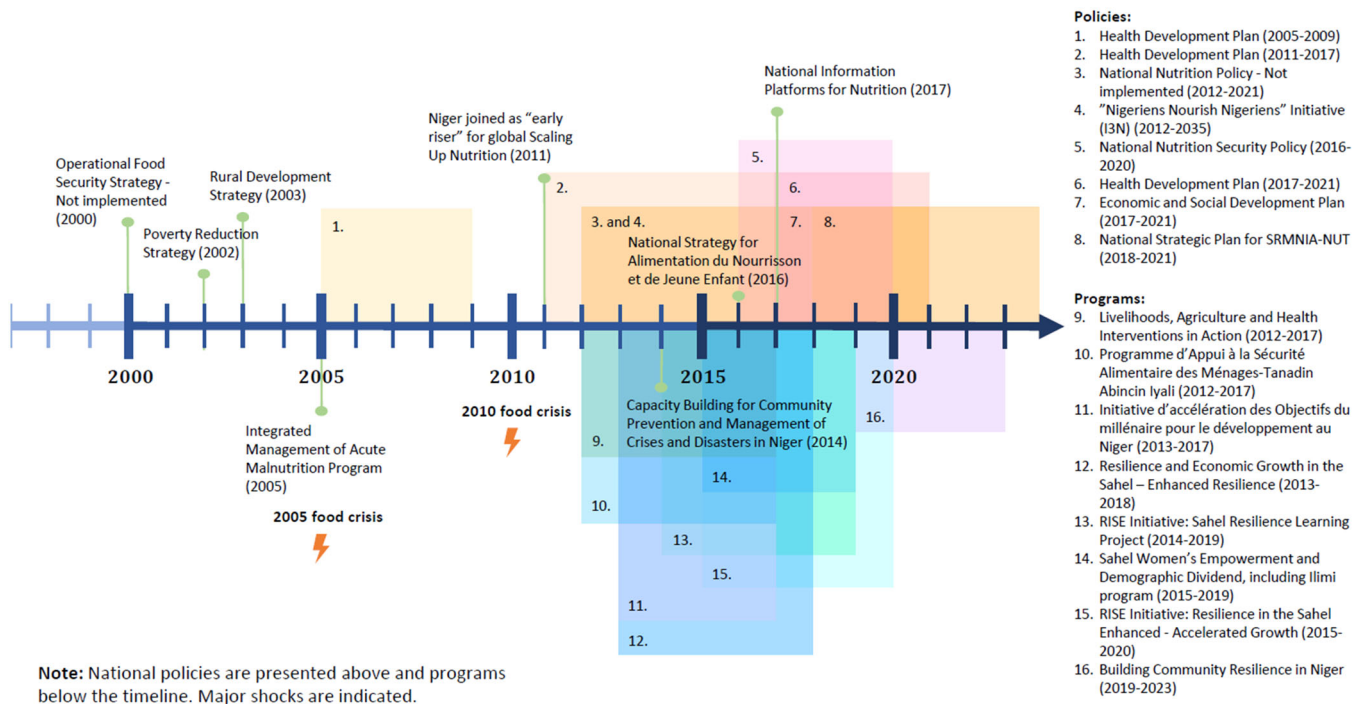 Operational Food
Security Strategy -
Not implemented
(2000)
Poverty Reduction
Strategy (2002)
Rural Development
Strategy (2003)
Niger joined as “early
riser” for global Scaling
Up Nutrition (2011)
National Information
Platforms for Nutrition (2017)
1.
2.
3. and 4.
5.
6.
7.
8.
National Strategy for
Alimentation du Nourrisson
et de Jeune Enfant (2016)
2000
2005
2010
2015
2020
Integrated
Management of Acute
Malnutrition Program
(2005)
2005 food crisis
2010 food crisis
Capacity Building for Community
Prevention and Management of
Crises and Disasters in Niger (2014)
9.
10.
11.
12.
13.
14.
15.
16.
Note: National policies are presented above and programs
below the timeline. Major shocks are indicated.
Policies:
1. Health Development Plan (2005-2009)
2. Health Development Plan (2011-2017)
3. National Nutrition Policy - Not
implemented (2012-2021)
4. ”Nigeriens Nourish Nigeriens” Initiative
(I3N) (2012-2035)
5. National Nutrition Security Policy (2016-
2020)
6. Health Development Plan (2017-2021)
7. Economic and Social Development Plan
(2017-2021)
8. National Strategic Plan for SRMNIA-NUT
(2018-2021)
Programs:
9. Livelihoods, Agriculture and Health
Interventions in Action (2012-2017)
10. Programme d’Appui à la Sécurité
Alimentaire des Ménages-Tanadin
Abincin Iyali (2012-2017)
11. Initiative d’accélération des Objectifs du
millénaire pour le développement au
Niger (2013-2017)
12. Resilience and Economic Growth in the
Sahel – Enhanced Resilience (2013-
2018)
13. RISE Initiative: Sahel Resilience Learning
Project (2014-2019)
14. Sahel Women’s Empowerment and
Demographic Dividend, including Ilimi
program (2015-2019)
15. RISE Initiative: Resilience in the Sahel
Enhanced - Accelerated Growth (2015-
2020)
16. Building Community Resilience in Niger
(2019-2023)